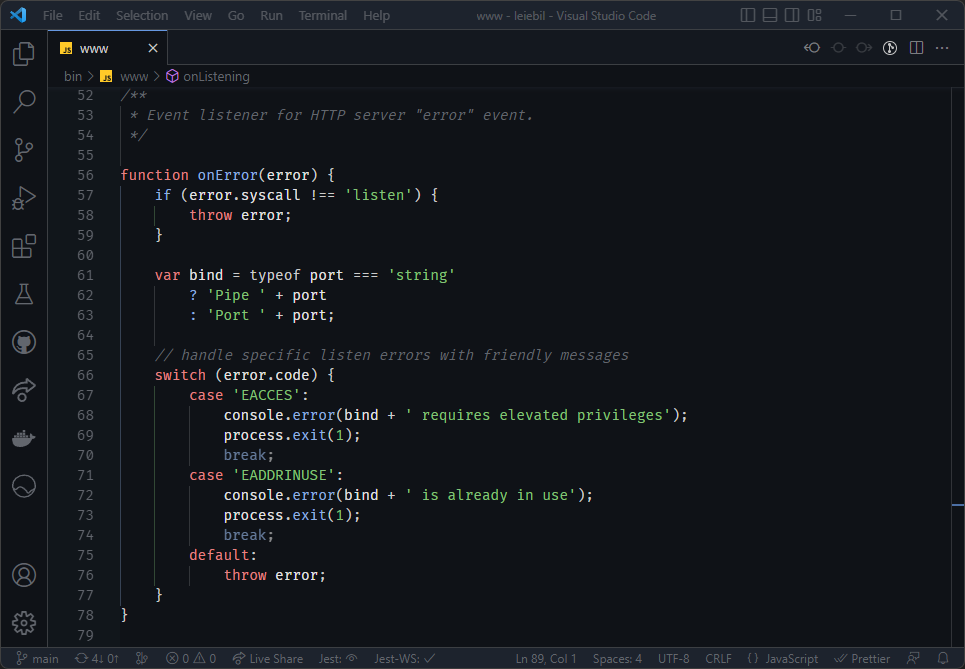 File Edit Selection View Go Run Terminal Help www - leiebil - Visual Studio Code
JS www
bin > JS www > onListening
52 /**
53  * Event listener for HTTP server "error" event.
54  */
55
56 function onError(error) {
57     if (error.syscall !== 'listen') {
58         throw error;
59     }
60
61     var bind = typeof port === 'string'
62         ? 'Pipe ' + port
63         : 'Port ' + port;
64
65     // handle specific listen errors with friendly messages
66     switch (error.code) {
67         case 'EACCES':
68             console.error(bind + ' requires elevated privileges');
69             process.exit(1);
70             break;
71         case 'EADDRINUSE':
72             console.error(bind + ' is already in use');
73             process.exit(1);
74             break;
75         default:
76             throw error;
77     }
78 }
79
main 4↓ 0↑ 0 0 Live Share Jest: Jest-WS: ✓ Ln 89, Col 1 Spaces: 4 UTF-8 CRLF {} JavaScript Prettier